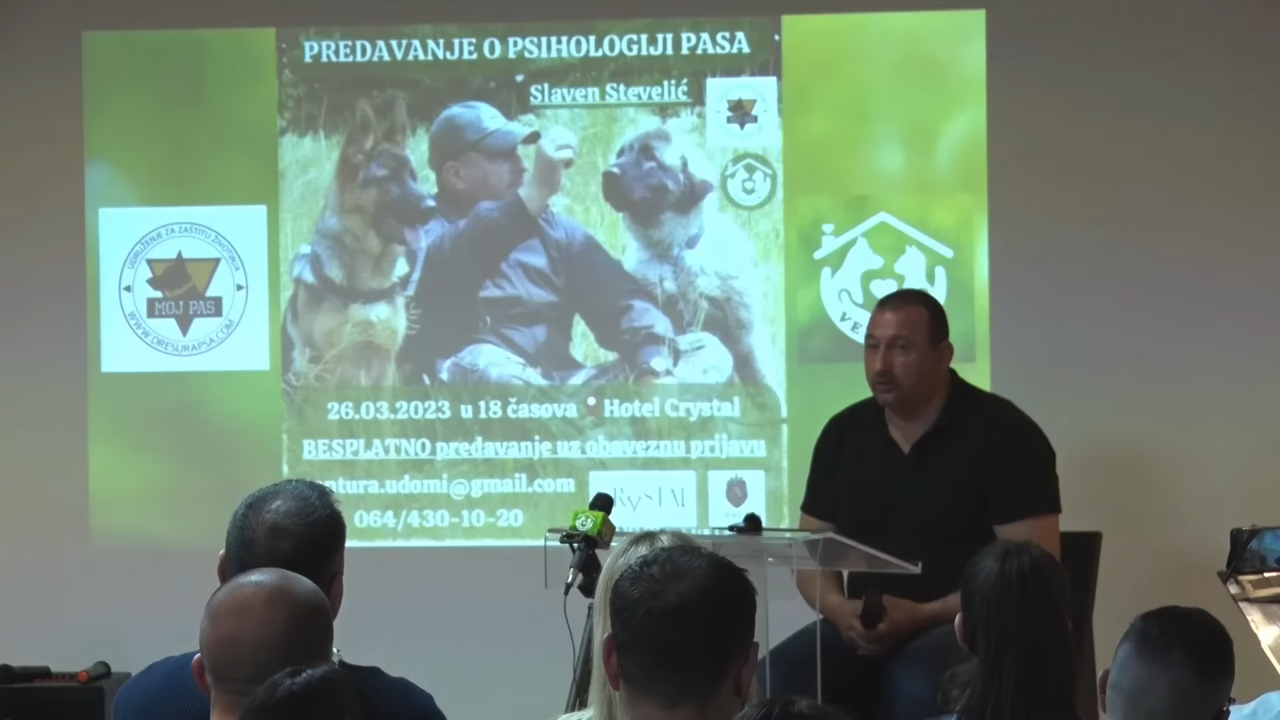 PREDAVANJE O PSIHOLOGIJI PASA
Slaven Stevelić
UDRUŽENJE ZA ZAŠTITU ŽIVOTINJA
MOJ PAS
WWW.DRESURAPSA.COM
26.03.2023 u 18 časova Hotel Crystal
BESPLATNO predavanje uz obaveznu prijavu
064/430-10-20